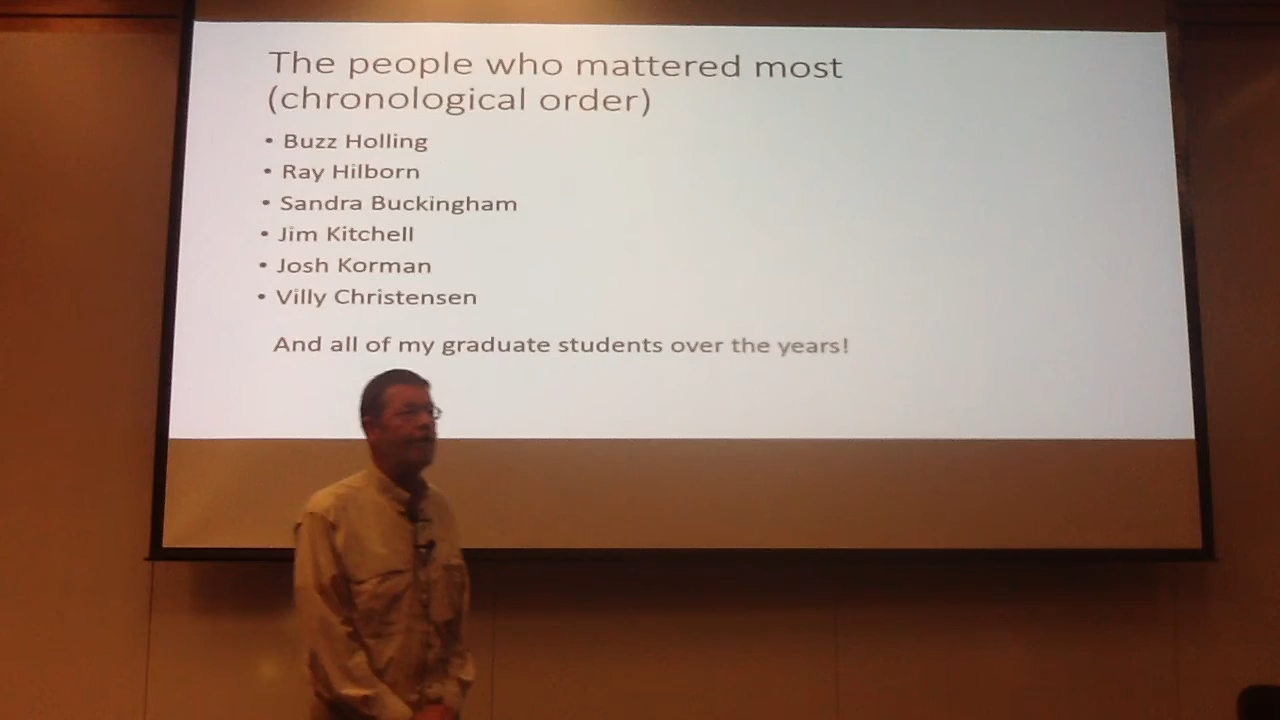 The people who mattered most
(chronological order)
• Buzz Holling
• Ray Hilborn
• Sandra Buckingham
• Jim Kitchell
• Josh Korman
• Villy Christensen
And all of my graduate students over the years!